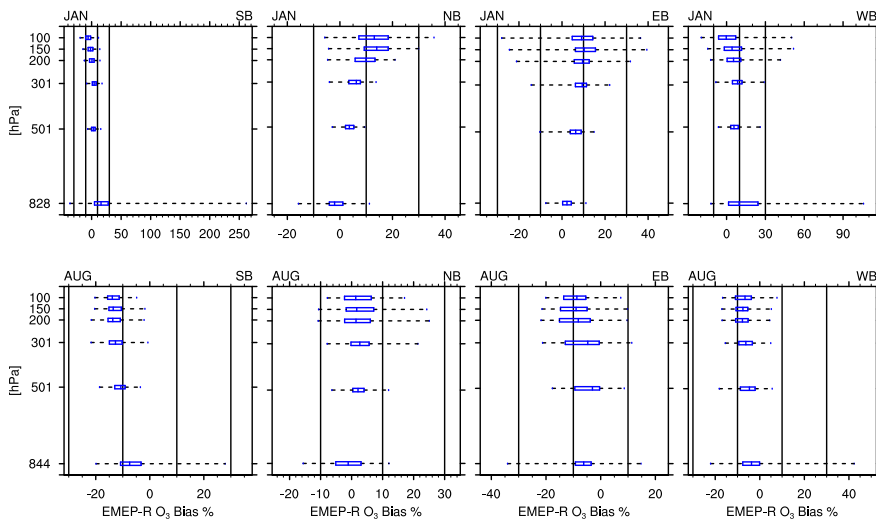 JAN SB JAN NB JAN EB JAN WB
100
150
200
301
501
828
[hPa]
0 50 100 150 200 250 -20 0 20 40 -20 0 20 40 0 30 60 90
AUG SB AUG NB AUG EB AUG WB
100
150
200
301
501
844
[hPa]
-20 0 20 -20 -10 0 10 20 30 -40 -20 0 20 -20 0 20 40
EMEP-R O₃ Bias % EMEP-R O₃ Bias % EMEP-R O₃ Bias % EMEP-R O₃ Bias %